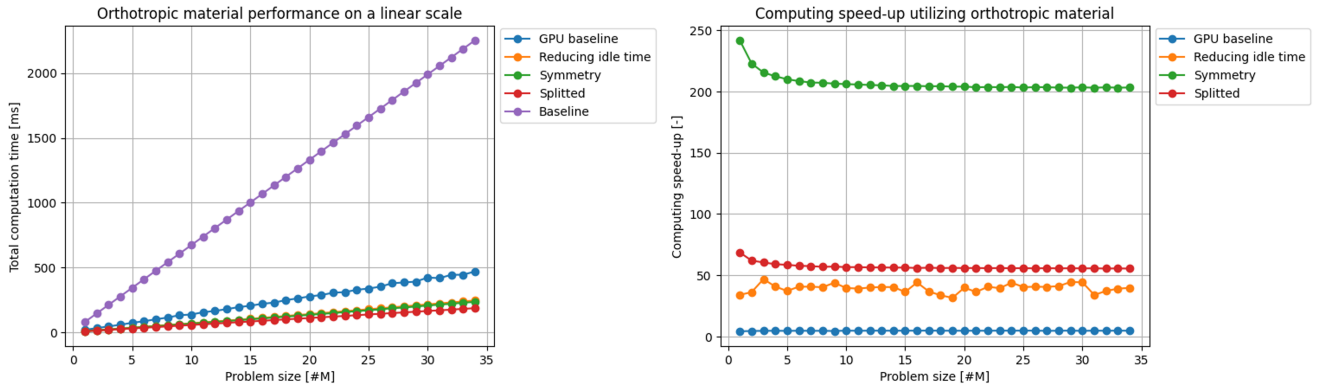 Orthotropic material performance on a linear scale
Total computation time [ms]
2000
1500
1000
500
0
0 5 10 15 20 25 30 35
Problem size [#M]
GPU baseline
Reducing idle time
Symmetry
Splitted
Baseline
Computing speed-up utilizing orthotropic material
Computing speed-up [-]
250
200
150
100
50
0
0 5 10 15 20 25 30 35
Problem size [#M]
GPU baseline
Reducing idle time
Symmetry
Splitted